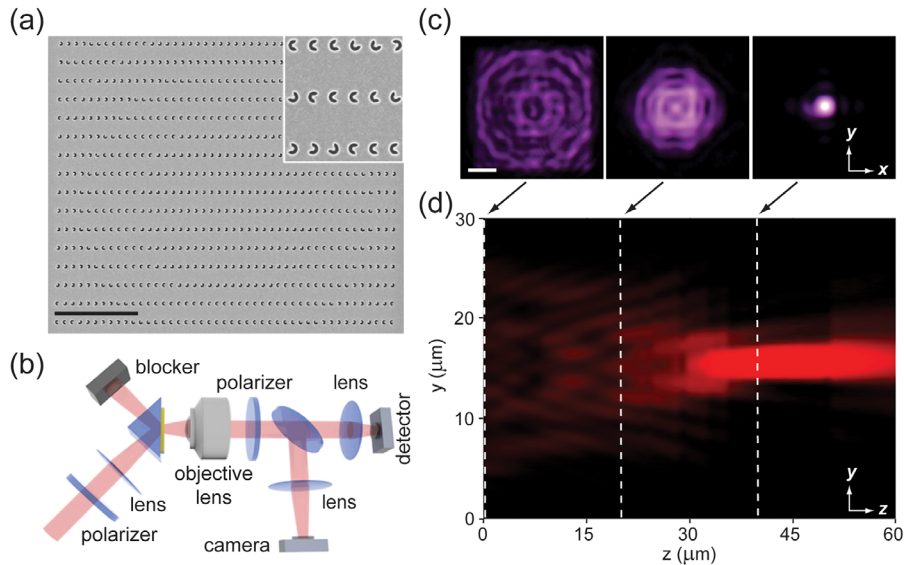 (a)
(b)
blocker
polarizer
lens
detector
objective
lens
lens
lens
polarizer
camera
(c)
y
x
(d)
30
20
10
0
y (μm)
y
z
0
15
30
45
60
z (μm)